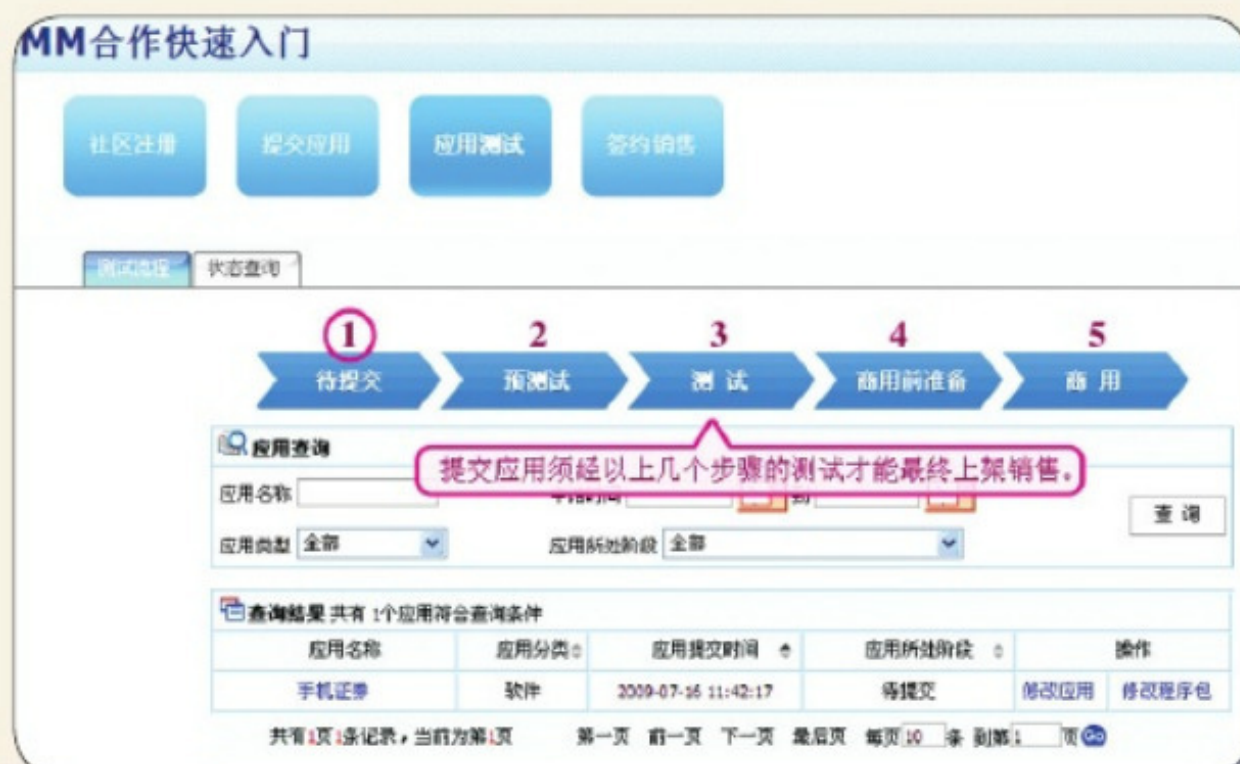 MM合作快速入门
社区注册 提交应用 应用测试 签约销售
测试流程 状态查询
1 2 3 4 5
待提交 预测试 测 试 商用前准备 商 用
应用查询
提交应用须经以上几个步骤的测试才能最终上架销售。
应用名称 到
查 询
应用类型 全部 应用所处阶段 全部
查询结果 共有 1个应用符合查询条件
应用名称 应用分类 应用提交时间 应用所处阶段 操作
手机证券 软件 2009-07-16 11:42:17 待提交 修改应用 修改程序包
共有1页1条记录，当前为第1页 第一页 前一页 下一页 最后页 每页 10 条 到第 1 页 Go